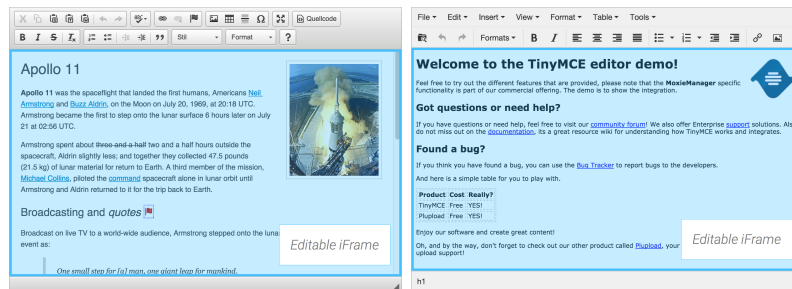 Quellcode
B I S Tx Stil Format ?
Apollo 11
Apollo 11 was the spaceflight that landed the first humans, Americans Neil
Armstrong and Buzz Aldrin, on the Moon on July 20, 1969, at 20:18 UTC.
Armstrong became the first to step onto the lunar surface 6 hours later on July
21 at 02:56 UTC.
Armstrong spent about three and a half two and a half hours outside the
spacecraft, Aldrin slightly less; and together they collected 47.5 pounds
(21.5 kg) of lunar material for return to Earth. A third member of the mission,
Michael Collins, piloted the command spacecraft alone in lunar orbit until
Armstrong and Aldrin returned to it for the trip back to Earth.
Broadcasting and quotes
Broadcast on live TV to a world-wide audience, Armstrong stepped onto the luna
event as:
One small step for [a] man, one giant leap for mankind.
Editable iFrame
File Edit Insert View Format Table Tools
Formats B I
Welcome to the TinyMCE editor demo!
Feel free to try out the different features that are provided, please note that the MoxieManager specific
functionality is part of our commercial offering. The demo is to show the integration.
Got questions or need help?
If you have questions or need help, feel free to visit our community forum! We also offer Enterprise support solutions. Als
do not miss out on the documentation, its a great resource wiki for understanding how TinyMCE works and integrates.
Found a bug?
If you think you have found a bug, you can use the Bug Tracker to report bugs to the developers.
And here is a simple table for you to play with.
Product Cost Really?
TinyMCE Free YES!
Plupload Free YES!
Enjoy our software and create great content!
Oh, and by the way, don't forget to check out our other product called Plupload, your
upload support!
Editable iFrame
h1